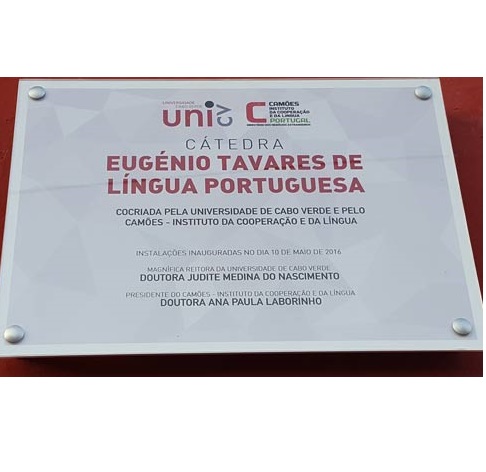 UNIVERSIDADE
CABO VERDE
uni cv
CAMÕES
INSTITUTO
DA COOPERAÇÃO
E DA LÍNGUA
PORTUGAL
CÁTEDRA
EUGÉNIO TAVARES DE
LÍNGUA PORTUGUESA
COCRIADA PELA UNIVERSIDADE DE CABO VERDE E PELO
CAMÕES - INSTITUTO DA COOPERAÇÃO E DA LÍNGUA
INSTALAÇÕES INAUGURADAS NO DIA 10 DE MAIO DE 2016
MAGNÍFICA REITORA DA UNIVERSIDADE DE CABO VERDE
DOUTORA JUDITE MEDINA DO NASCIMENTO
PRESIDENTE DO CAMÕES - INSTITUTO DA COOPERAÇÃO E DA LÍNGUA
DOUTORA ANA PAULA LABORINHO